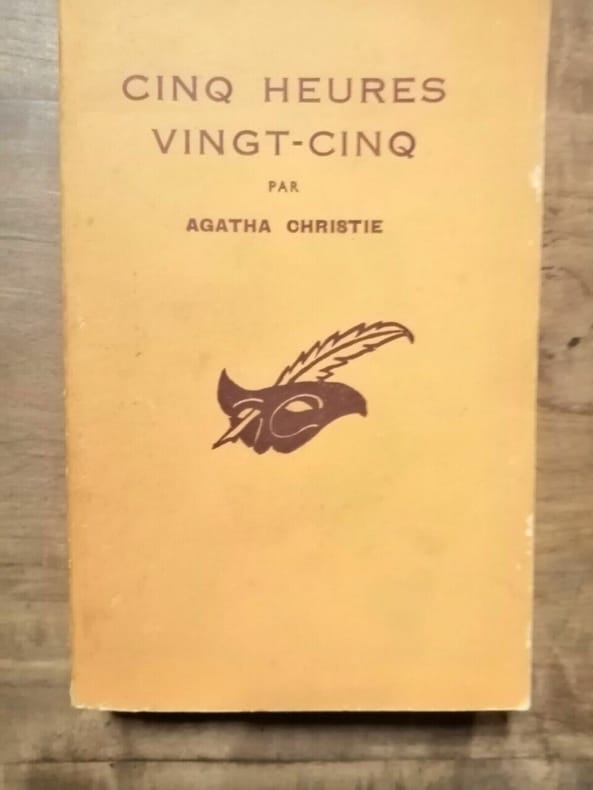 CINQ HEURES
VINGT-CINQ
PAR
AGATHA CHRISTIE